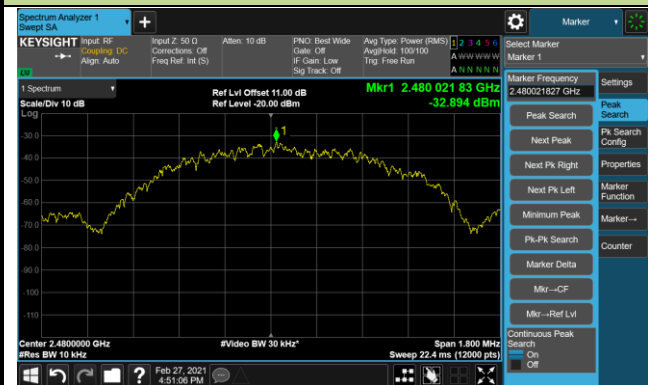 Spectrum Analyzer 1
Swept SA
Marker
KEYSIGHT
Input: RF
Coupling: DC
Align: Auto
Input Z: 50 Ω
Corrections: Off
Freq Ref: Int (S)
Atten: 10 dB
PNO: Best Wide
Gate: Off
IF Gain: Low
Sig Track: Off
Avg Type: Power (RMS)
Avg|Hold: 100/100
Trig: Free Run
1 2 3 4 5 6
A W W W W W
A N N N N N
Select Marker
Marker 1
1 Spectrum
Scale/Div 10 dB
Log
Ref Lvl Offset 11.00 dB
Ref Level -20.00 dBm
Mkr1 2.480 021 83 GHz
-32.894 dBm
1
-30.0
-40.0
-50.0
-60.0
-70.0
-80.0
-90.0
-100
-110
Center 2.4800000 GHz
#Res BW 10 kHz
#Video BW 30 kHz*
Span 1.800 MHz
Sweep 22.4 ms (12000 pts)
Marker Frequency
2.480021827 GHz
Peak Search
Next Peak
Next Pk Right
Next Pk Left
Minimum Peak
Pk-Pk Search
Marker Delta
Mkr→CF
Mkr→Ref Lvl
Continuous Peak
Search
On
Off
Settings
Peak
Search
Pk Search
Config
Properties
Marker
Function
Marker→
Counter
Feb 27, 2021
4:51:06 PM